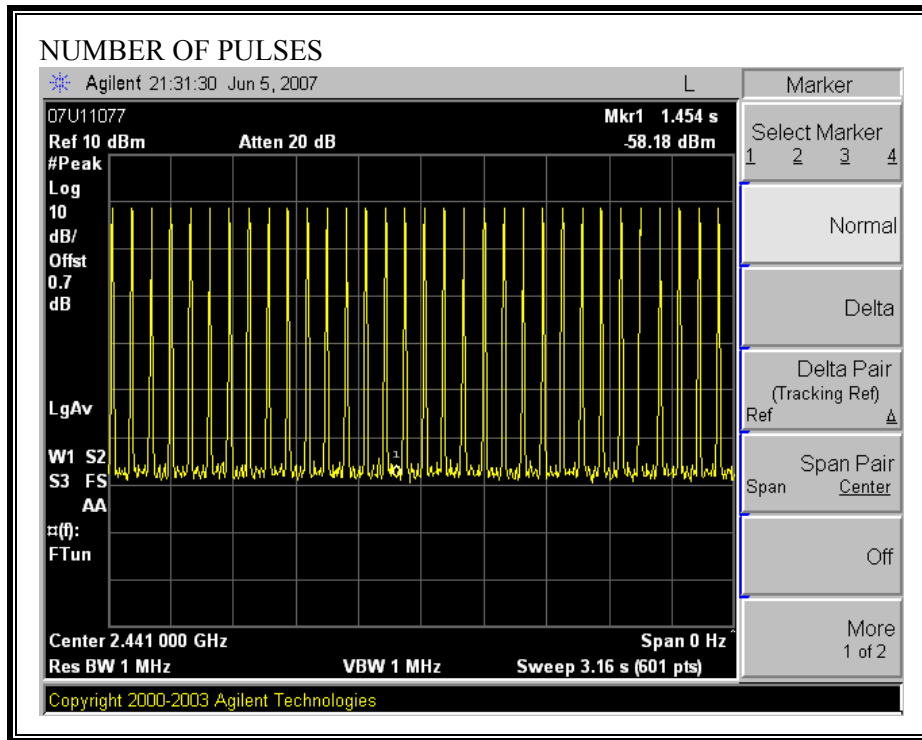 NUMBER OF PULSES
Agilent 21:31:30 Jun 5, 2007 L
07U11077 Mkr1 1.454 s
Ref 10 dBm Atten 20 dB -58.18 dBm
#Peak
Log
10
dB/
Offst
0.7
dB
LgAv
W1 S2
S3 FS
AA
¤(f):
FTun
1
Center 2.441 000 GHz Span 0 Hz
Res BW 1 MHz VBW 1 MHz Sweep 3.16 s (601 pts)
Copyright 2000-2003 Agilent Technologies
Marker
Select Marker
1 2 3 4
Normal
Delta
Delta Pair
(Tracking Ref)
Ref Δ
Span Pair
Span Center
Off
More
1 of 2